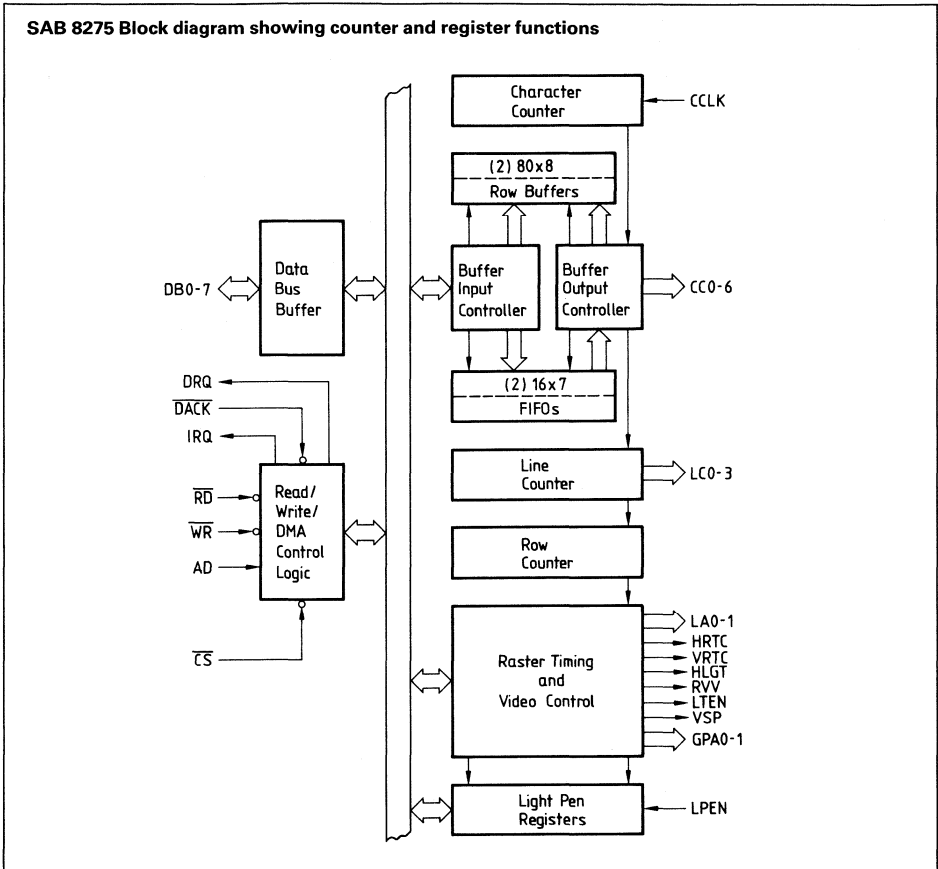 SAB 8275 Block diagram showing counter and register functions
Character
Counter
CCLK
(2) 80x8
Row Buffers
Data
Bus
Buffer
DB0-7
Buffer
Input
Controller
Buffer
Output
Controller
CC0-6
(2) 16x7
FIFOs
DRQ
DACK
IRQ
RD
WR
AD
CS
Read/
Write/
DMA
Control
Logic
Line
Counter
LC0-3
Row
Counter
Raster Timing
and
Video Control
LA0-1
HRTC
VRTC
HLGT
RVV
LTEN
VSP
GPA0-1
Light Pen
Registers
LPEN